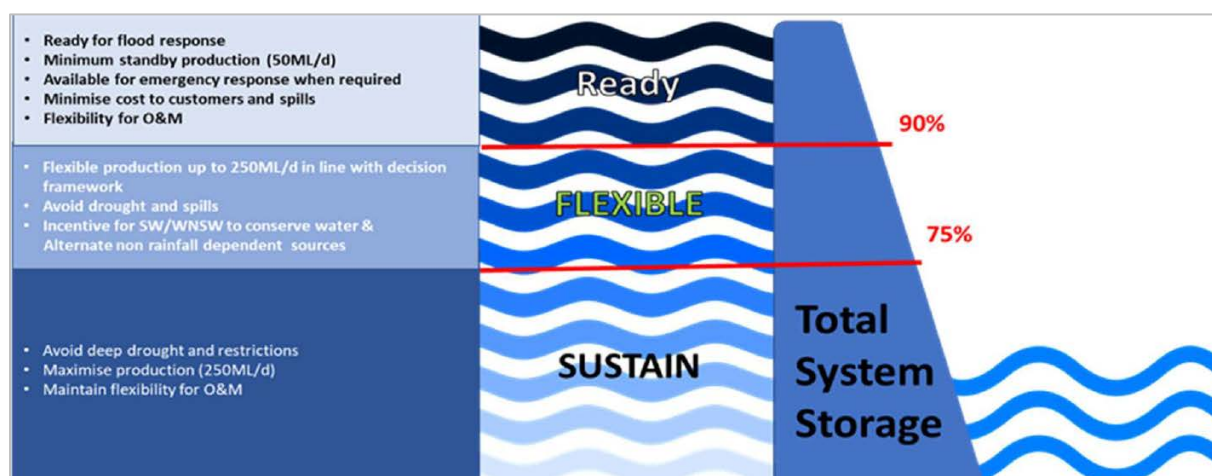 • Ready for flood response
• Minimum standby production (50ML/d)
• Available for emergency response when required
• Minimise cost to customers and spills
• Flexibility for O&M
Ready
90%
• Flexible production up to 250ML/d in line with decision
framework
• Avoid drought and spills
• Incentive for SW/WNSW to conserve water &
Alternate non rainfall dependent sources
FLEXIBLE
75%
• Avoid deep drought and restrictions
• Maximise production (250ML/d)
• Maintain flexibility for O&M
SUSTAIN
Total
System
Storage